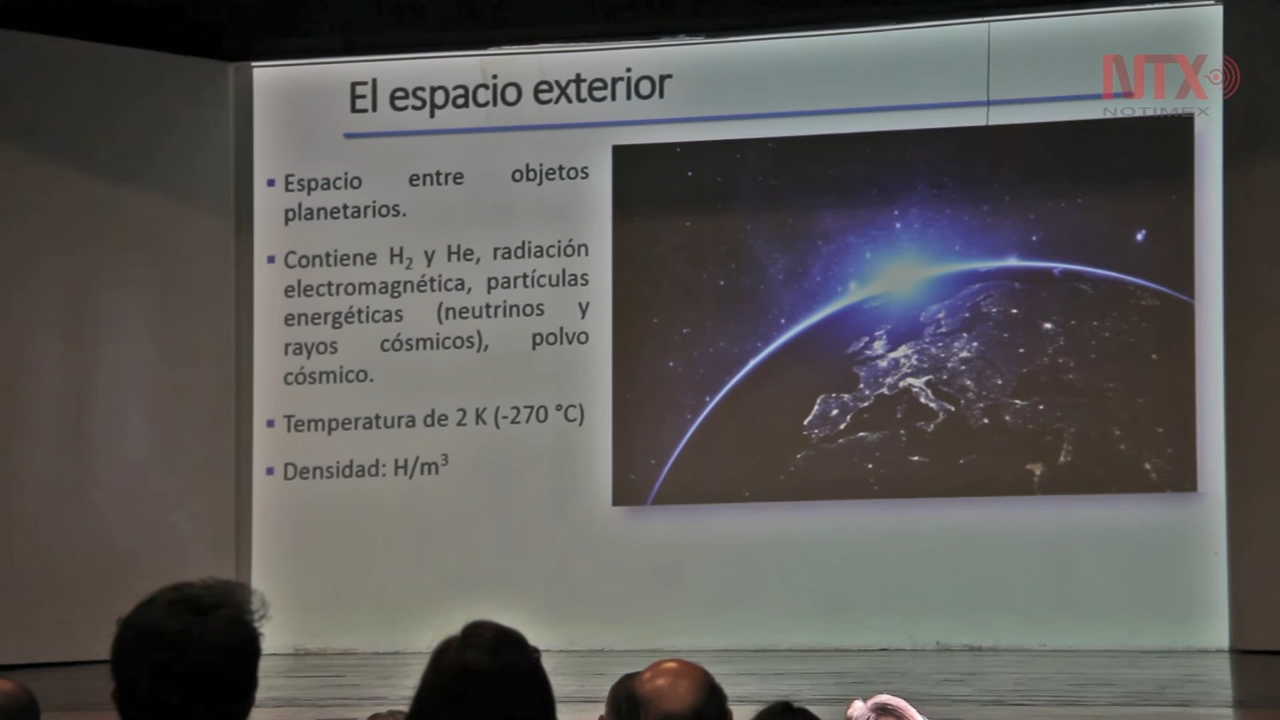 El espacio exterior
NTX
NOTIMEX
▪ Espacio entre objetos
planetarios.
▪ Contiene H₂ y He, radiación
electromagnética, partículas
energéticas (neutrinos y
rayos cósmicos), polvo
cósmico.
▪ Temperatura de 2 K (-270 °C)
▪ Densidad: H/m³